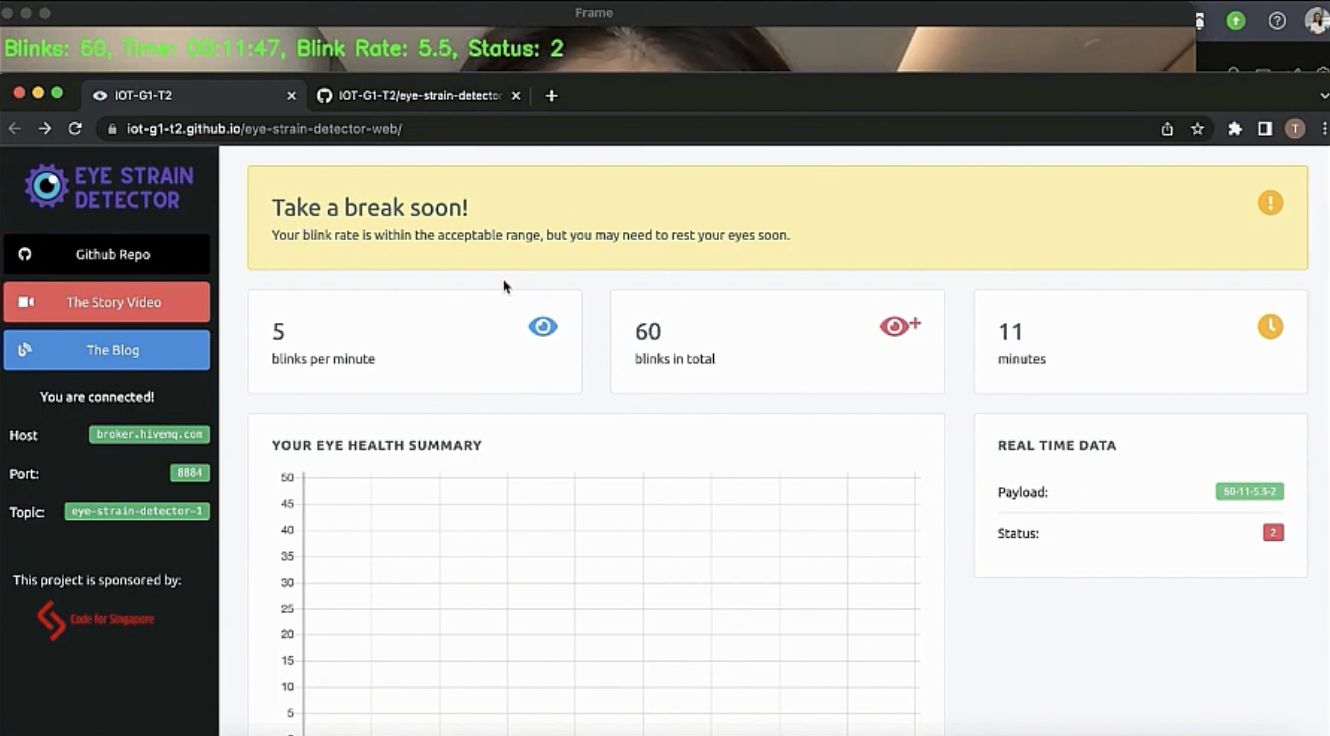 Frame
Blinks: 60, Time: 00:11:47, Blink Rate: 5.5, Status: 2
IOT-G1-T2
IOT-G1-T2/eye-strain-detector
iot-g1-t2.github.io/eye-strain-detector-web/
T
EYE STRAIN
DETECTOR
Github Repo
The Story Video
The Blog
You are connected!
Host
broker.hivemq.com
Port:
8884
Topic:
eye-strain-detector-1
This project is sponsored by:
Code for Singapore
Take a break soon!
Your blink rate is within the acceptable range, but you may need to rest your eyes soon.
5
blinks per minute
60
blinks in total
11
minutes
YOUR EYE HEALTH SUMMARY
50
45
40
35
30
25
20
15
10
5
REAL TIME DATA
Payload:
60-11-5.3-2
Status:
2